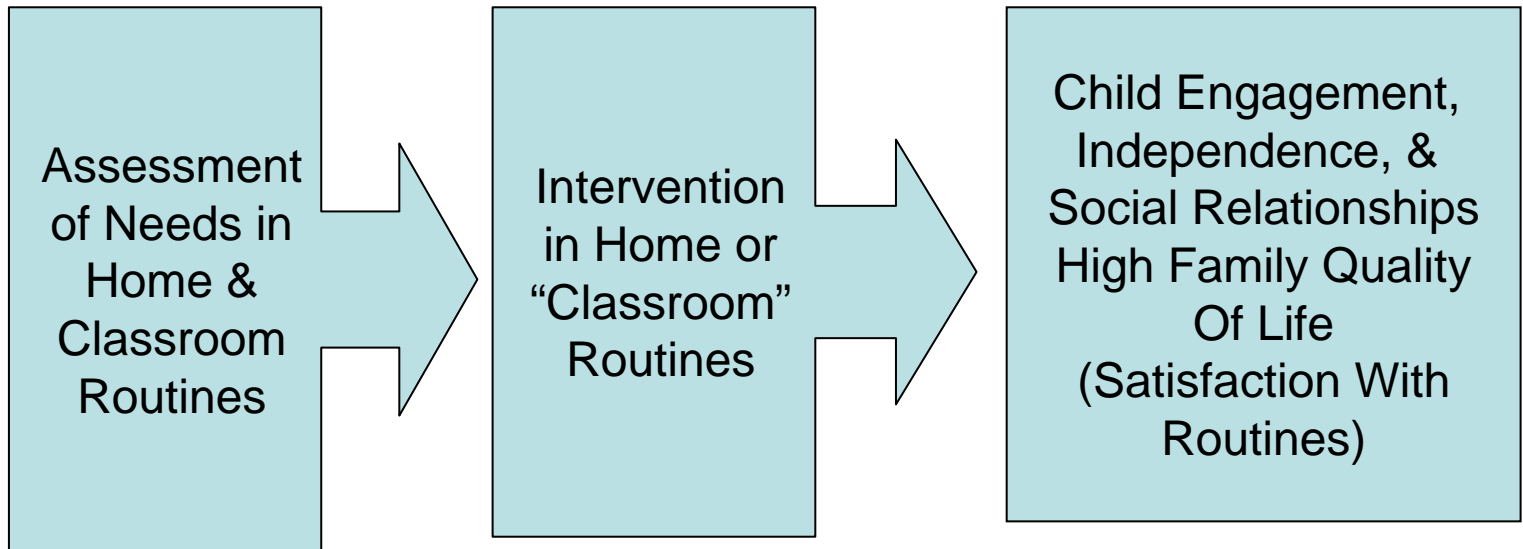 Assessment
of Needs in
Home &
Classroom
Routines
Intervention
in Home or
“Classroom”
Routines
Child Engagement,
Independence, &
Social Relationships
High Family Quality
Of Life
(Satisfaction With
Routines)